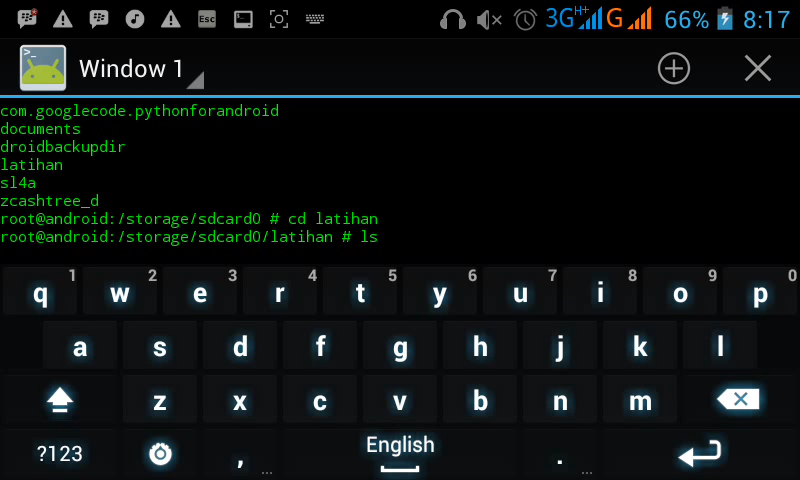 Esc 3G H+ G 66% 8:17
>_ Window 1
com.googlecode.pythonforandroid
documents
droidbackupdir
latihan
sl4a
zcashtree_d
root@android:/storage/sdcard0 # cd latihan
root@android:/storage/sdcard0/latihan # ls
1 2 3 4 5 6 7 8 9 0
q w e r t y u i o p
a s d f g h j k l
z x c v b n m
?123 , ... English . ...